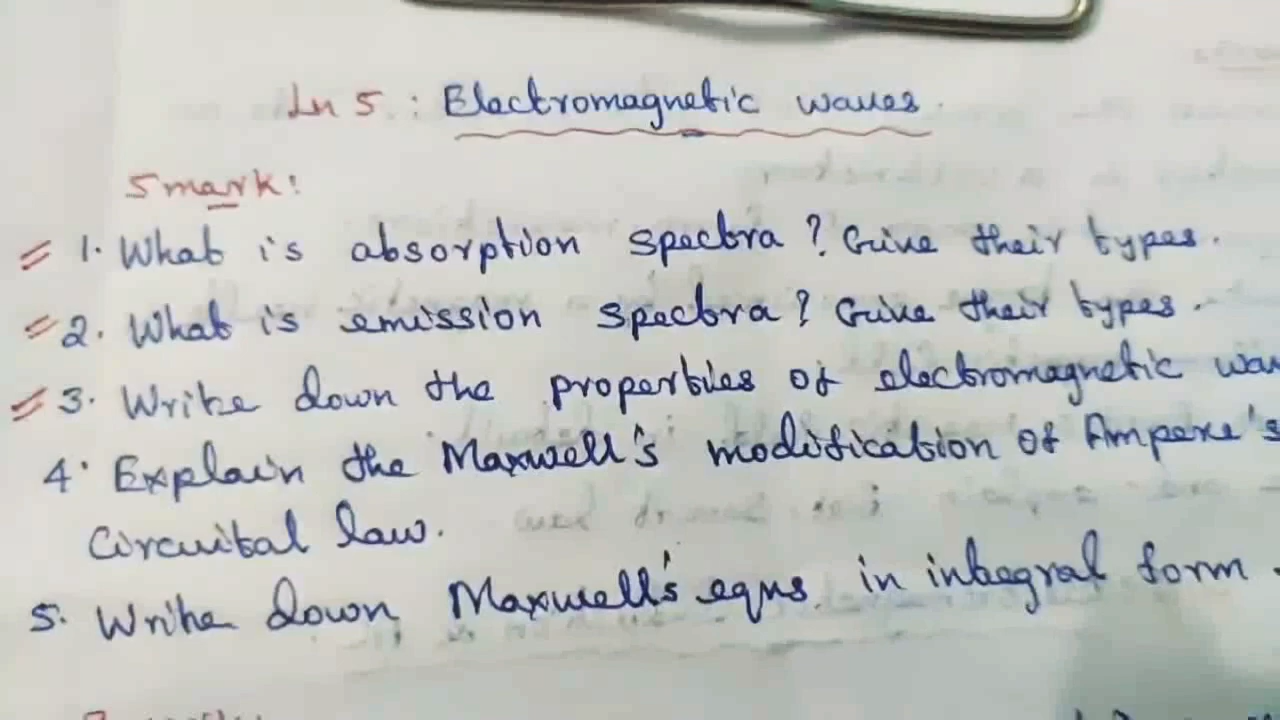 Ln 5 : Electromagnetic waves.
5 mark:
1. What is absorption spectra ? Give their types.
2. What is emission spectra ? Give their types.
3. Write down the properties of electromagnetic wav
4. Explain the Maxwell's modification of Ampere's
Circuital law.
5. Write down Maxwell's eqns. in integral form.